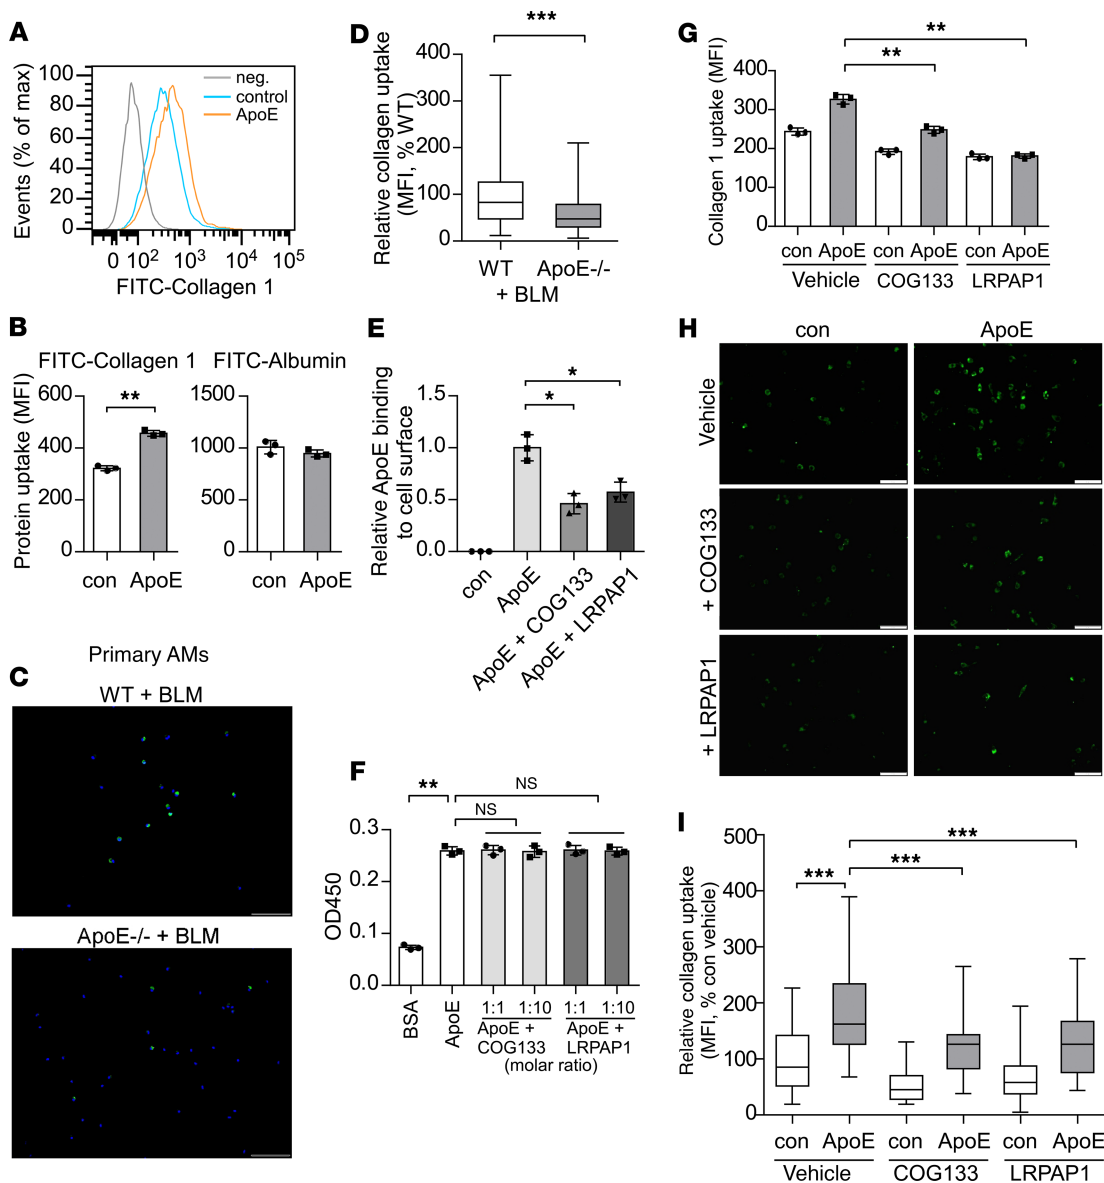 A
Events (% of max)
100
80
60
40
20
0
neg.
control
ApoE
0 10² 10³ 10⁴ 10⁵
FITC-Collagen 1
B
FITC-Collagen 1 FITC-Albumin
Protein uptake (MFI)
600
400
200
0
**
con ApoE
1500
1000
500
0
con ApoE
Primary AMs
C
WT + BLM
ApoE-/- + BLM
D
Relative collagen uptake
(MFI, % WT)
400
300
200
100
0
***
WT ApoE-/-
+ BLM
E
Relative ApoE binding
to cell surface
1.5
1.0
0.5
0.0
*
*
con
ApoE
ApoE + COG133
ApoE + LRPAP1
F
OD450
0.3
0.2
0.1
0.0
**
NS
NS
BSA
ApoE
1:1 1:10 1:1 1:10
ApoE + ApoE +
COG133 LRPAP1
(molar ratio)
G
Collagen 1 uptake (MFI)
400
300
200
100
0
**
**
con ApoE con ApoE con ApoE
Vehicle COG133 LRPAP1
H
con ApoE
Vehicle
+ COG133
+ LRPAP1
I
Relative collagen uptake
(MFI, % con vehicle)
500
400
300
200
100
0
***
***
***
con ApoE con ApoE con ApoE
Vehicle COG133 LRPAP1